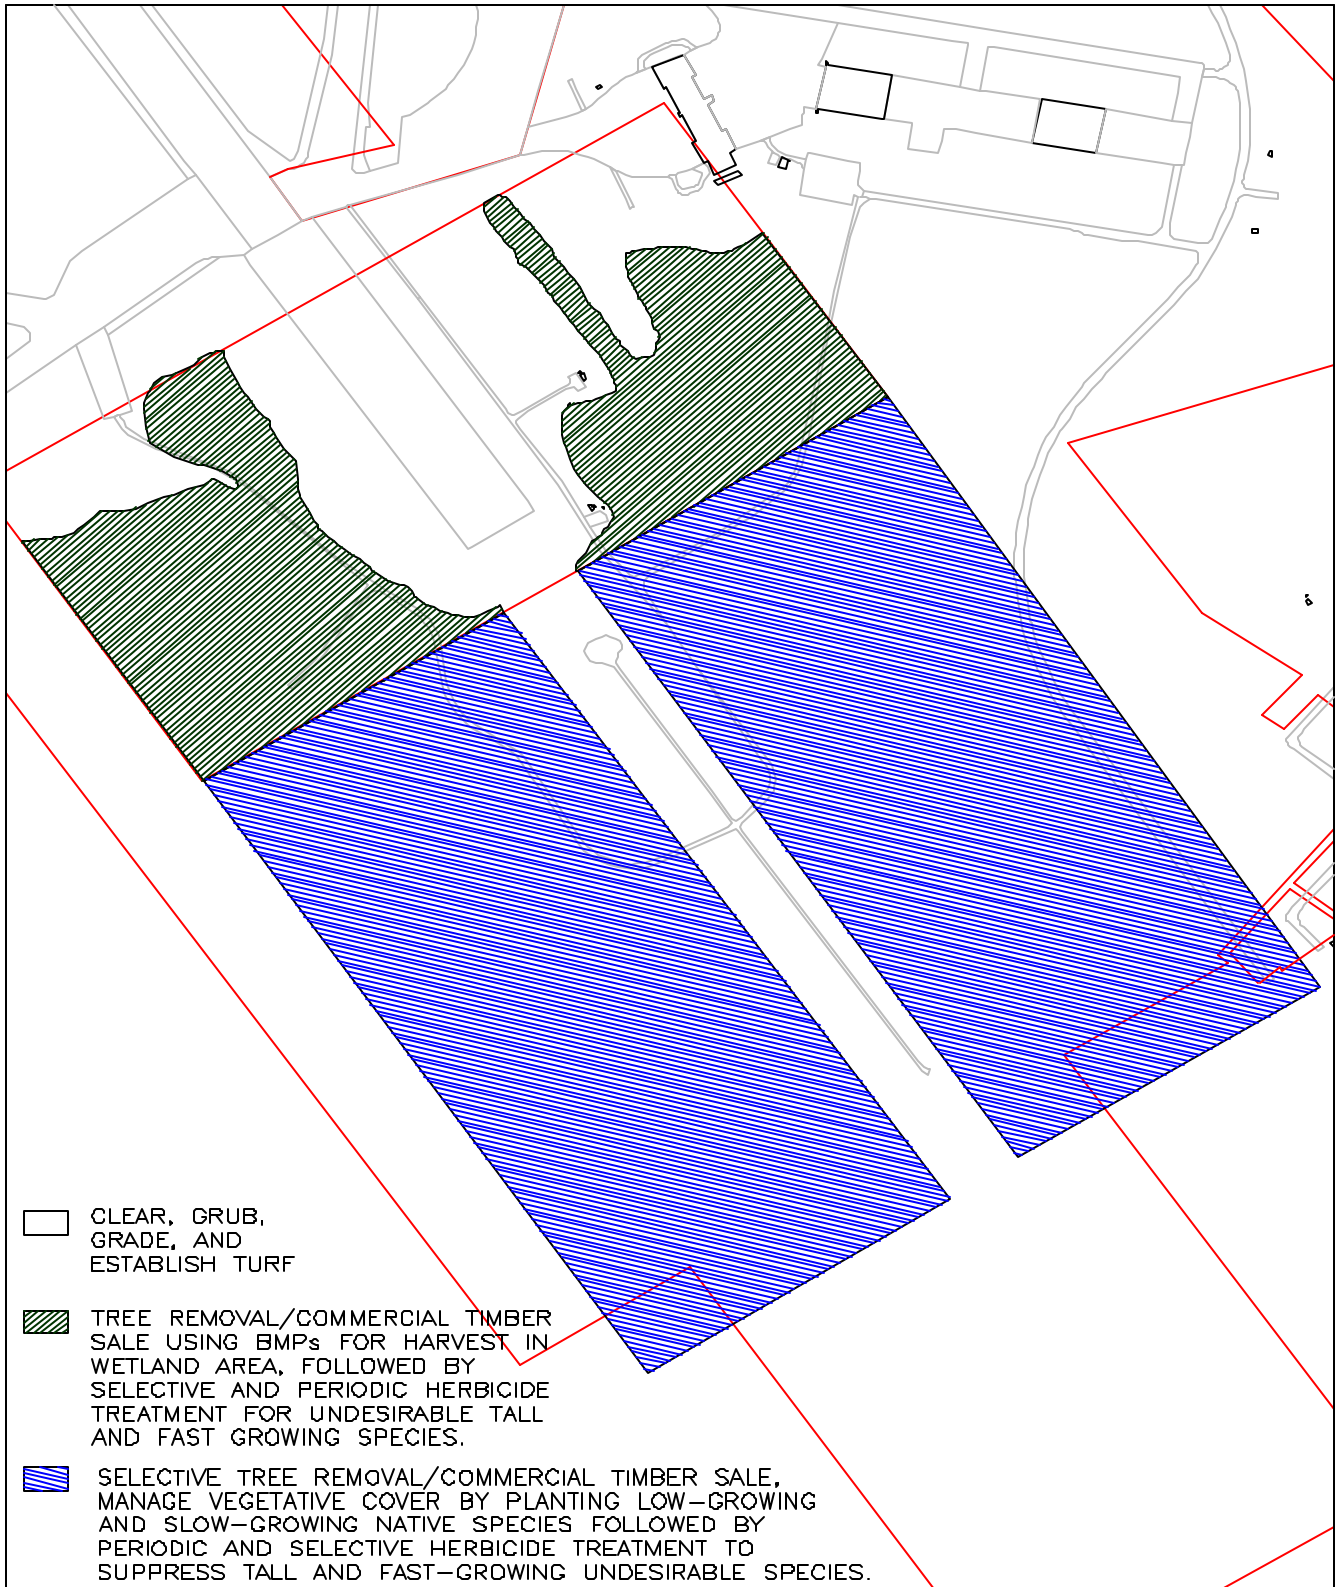 CLEAR, GRUB,
GRADE, AND
ESTABLISH TURF
TREE REMOVAL/COMMERCIAL TIMBER
SALE USING BMPs FOR HARVEST IN
WETLAND AREA, FOLLOWED BY
SELECTIVE AND PERIODIC HERBICIDE
TREATMENT FOR UNDESIRABLE TALL
AND FAST GROWING SPECIES.
SELECTIVE TREE REMOVAL/COMMERCIAL TIMBER SALE,
MANAGE VEGETATIVE COVER BY PLANTING LOW-GROWING
AND SLOW-GROWING NATIVE SPECIES FOLLOWED BY
PERIODIC AND SELECTIVE HERBICIDE TREATMENT TO
SUPPRESS TALL AND FAST-GROWING UNDESIRABLE SPECIES.